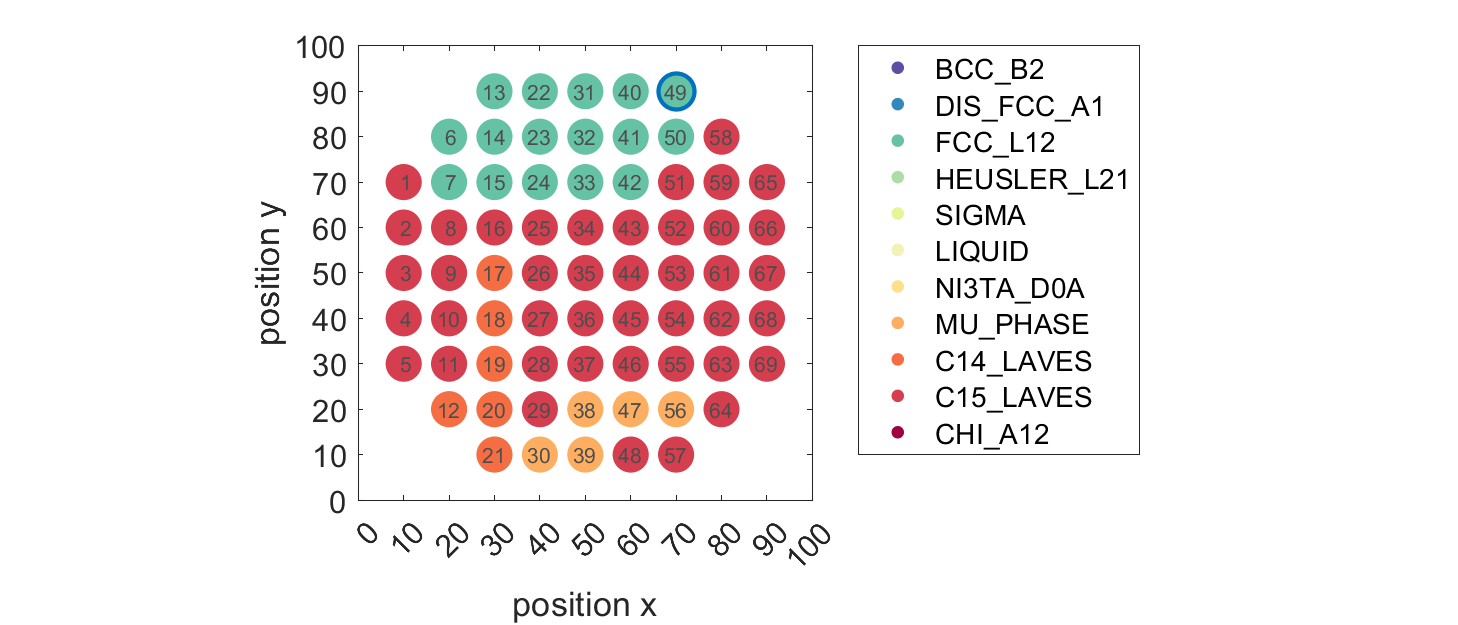 100
90 13 22 31 40 49
80 6 14 23 32 41 50 58
70 1 7 15 24 33 42 51 59 65
60 2 8 16 25 34 43 52 60 66
50 3 9 17 26 35 44 53 61 67
40 4 10 18 27 36 45 54 62 68
30 5 11 19 28 37 46 55 63 69
20 12 20 29 38 47 56 64
10 21 30 39 48 57
0
0 10 20 30 40 50 60 70 80 90 100
position x
position y
BCC_B2
DIS_FCC_A1
FCC_L12
HEUSLER_L21
SIGMA
LIQUID
NI3TA_D0A
MU_PHASE
C14_LAVES
C15_LAVES
CHI_A12